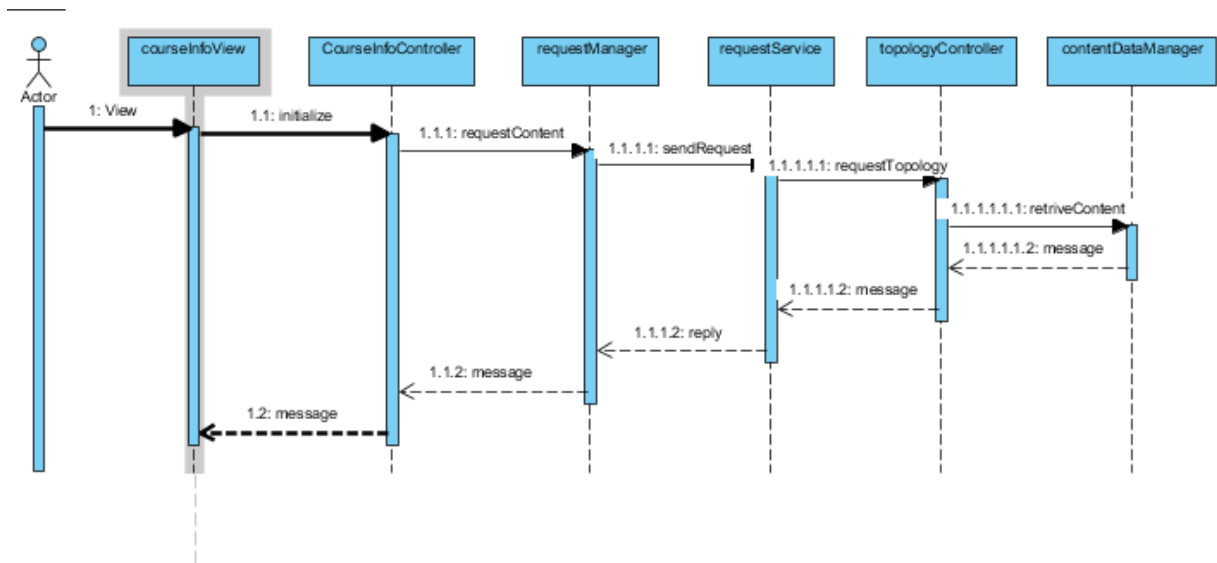 courseInfoView
CourseInfoController
requestManager
requestService
topologyController
contentDataManager
Actor
1: View
1.1: initialize
1.1.1: requestContent
1.1.1.1: sendRequest
1.1.1.1.1: requestTopology
1.1.1.1.1.1: retriveContent
1.1.1.1.1.2: message
1.1.1.1.2: message
1.1.1.2: reply
1.1.2: message
1.2: message